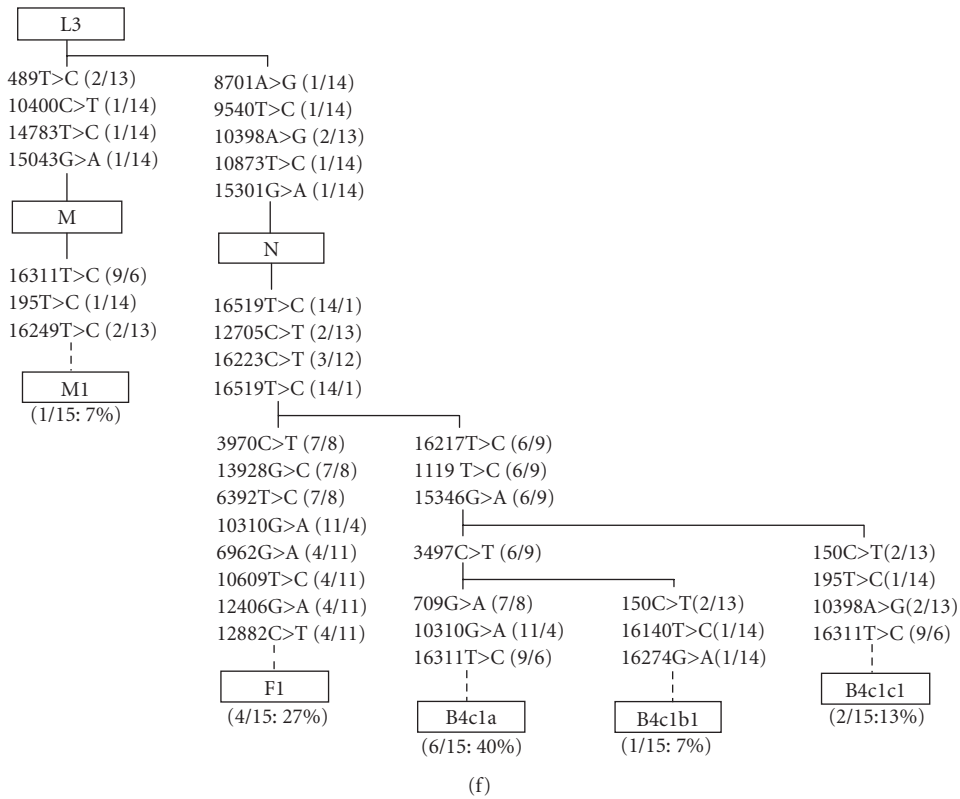 L3
489T>C (2/13)
10400C>T (1/14)
14783T>C (1/14)
15043G>A (1/14)
M
16311T>C (9/6)
195T>C (1/14)
16249T>C (2/13)
M1
(1/15: 7%)
8701A>G (1/14)
9540T>C (1/14)
10398A>G (2/13)
10873T>C (1/14)
15301G>A (1/14)
N
16519T>C (14/1)
12705C>T (2/13)
16223C>T (3/12)
16519T>C (14/1)
3970C>T (7/8)
13928G>C (7/8)
6392T>C (7/8)
10310G>A (11/4)
6962G>A (4/11)
10609T>C (4/11)
12406G>A (4/11)
12882C>T (4/11)
F1
(4/15: 27%)
16217T>C (6/9)
1119 T>C (6/9)
15346G>A (6/9)
3497C>T (6/9)
709G>A (7/8)
10310G>A (11/4)
16311T>C (9/6)
B4c1a
(6/15: 40%)
150C>T(2/13)
16140T>C(1/14)
16274G>A(1/14)
B4c1b1
(1/15: 7%)
150C>T(2/13)
195T>C(1/14)
10398A>G(2/13)
16311T>C (9/6)
B4c1c1
(2/15:13%)
(f)